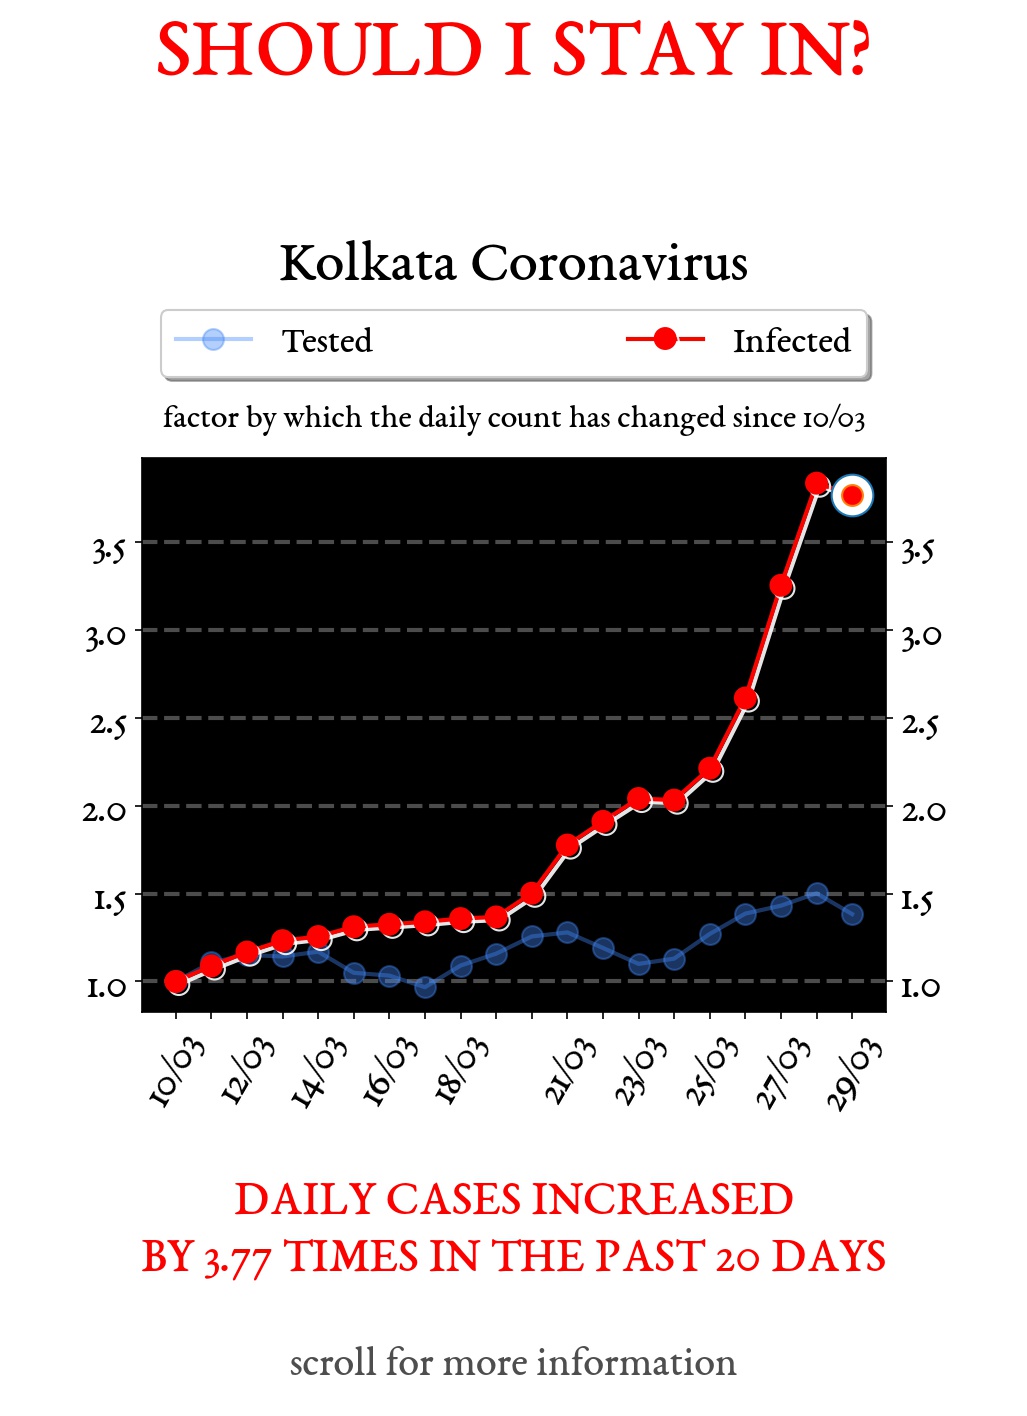 SHOULD I STAY IN?
Kolkata Coronavirus
Tested Infected
factor by which the daily count has changed since 10/03
3.5 3.5
3.0 3.0
2.5 2.5
2.0 2.0
1.5 1.5
1.0 1.0
10/03 12/03 14/03 16/03 18/03 21/03 23/03 25/03 27/03 29/03
DAILY CASES INCREASED
BY 3.77 TIMES IN THE PAST 20 DAYS
scroll for more information